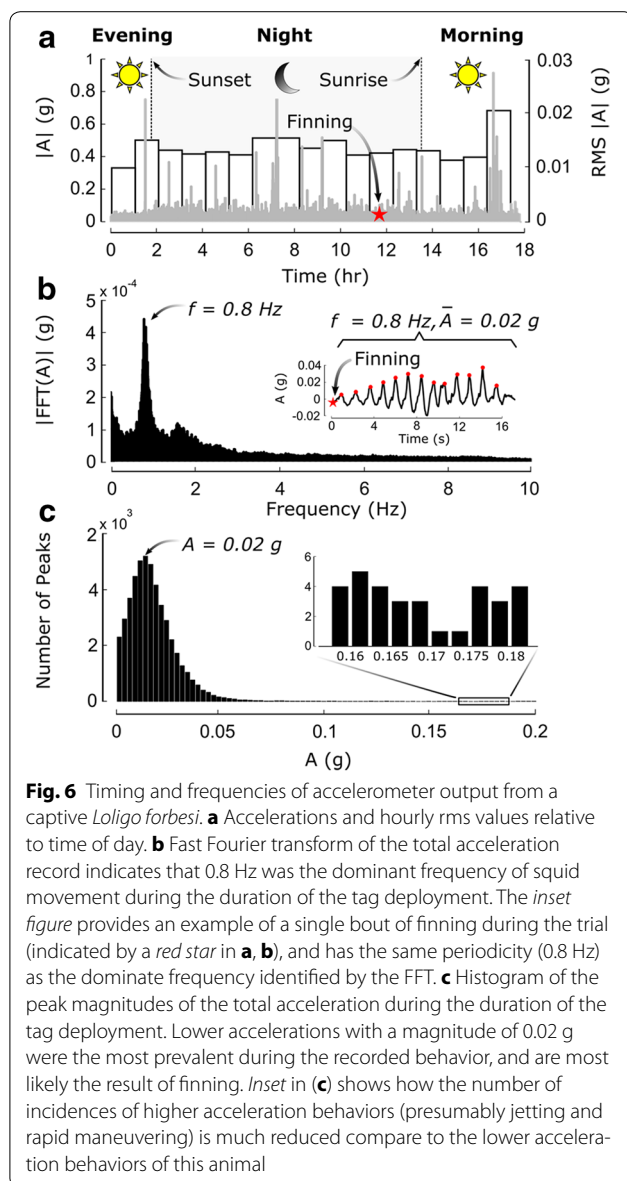 a
Evening Night Morning
Sunset Sunrise
Finning
|A| (g)
1
0.8
0.6
0.4
0.2
0
RMS |A| (g)
0.03
0.02
0.01
0
0 2 4 6 8 10 12 14 16 18
Time (hr)
b
x 10-4
f = 0.8 Hz
f = 0.8 Hz, A = 0.02 g
Finning
|FFT(A)| (g)
5
4
3
2
1
0
A (g)
0.04
0.02
0
-0.02
0 4 8 12 16
Time (s)
0 2 4 6 8 10
Frequency (Hz)
c
x 103
A = 0.02 g
Number of Peaks
2
4
2
0
6
4
2
0
0.16 0.165 0.17 0.175 0.18
0 0.05 0.1 0.15 0.2
A (g)
Fig. 6 Timing and frequencies of accelerometer output from a
captive Loligo forbesi. a Accelerations and hourly rms values relative
to time of day. b Fast Fourier transform of the total acceleration
record indicates that 0.8 Hz was the dominant frequency of squid
movement during the duration of the tag deployment. The inset
figure provides an example of a single bout of finning during the trial
(indicated by a red star in a, b), and has the same periodicity (0.8 Hz)
as the dominate frequency identified by the FFT. c Histogram of the
peak magnitudes of the total acceleration during the duration of the
tag deployment. Lower accelerations with a magnitude of 0.02 g
were the most prevalent during the recorded behavior, and are most
likely the result of finning. Inset in (c) shows how the number of
incidences of higher acceleration behaviors (presumably jetting and
rapid maneuvering) is much reduced compare to the lower accelera-
tion behaviors of this animal